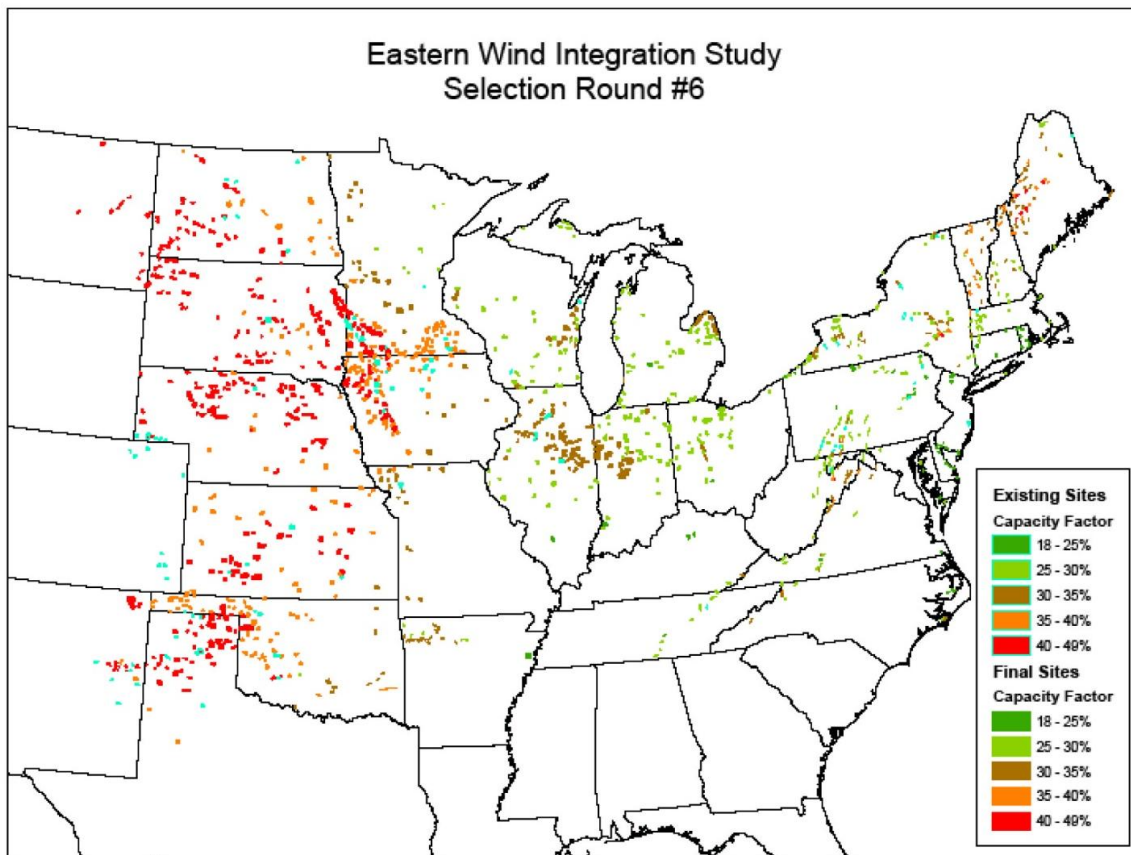 Eastern Wind Integration Study
Selection Round #6
Existing Sites
Capacity Factor
18 - 25%
25 - 30%
30 - 35%
35 - 40%
40 - 49%
Final Sites
Capacity Factor
18 - 25%
25 - 30%
30 - 35%
35 - 40%
40 - 49%